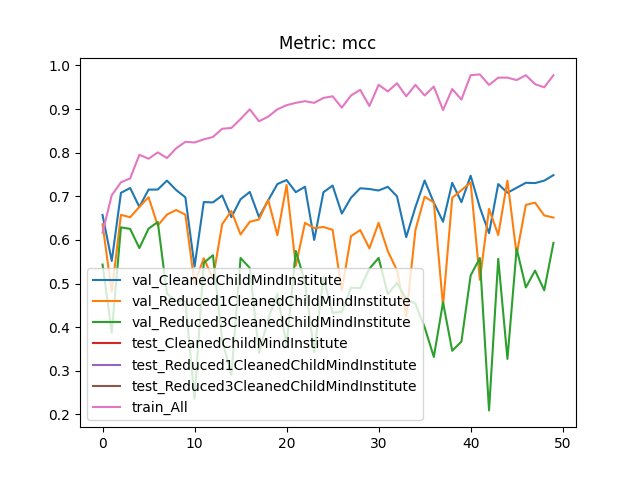 Metric: mcc
1.0
0.9
0.8
0.7
0.6
0.5
0.4
0.3
0.2
val_CleanedChildMindInstitute
val_Reduced1CleanedChildMindInstitute
val_Reduced3CleanedChildMindInstitute
test_CleanedChildMindInstitute
test_Reduced1CleanedChildMindInstitute
test_Reduced3CleanedChildMindInstitute
train_All
0 10 20 30 40 50